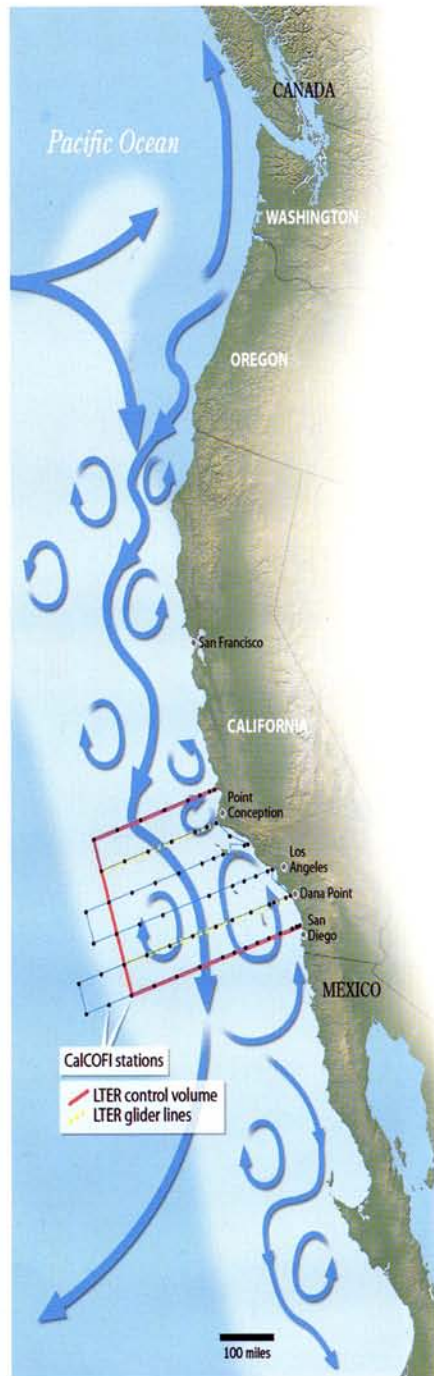 CANADA
Pacific Ocean
WASHINGTON
OREGON
San Francisco
CALIFORNIA
Point
Conception
Los
Angeles
Dana Point
San
Diego
MEXICO
CalCOFI stations
LTER control volume
LTER glider lines
100 miles